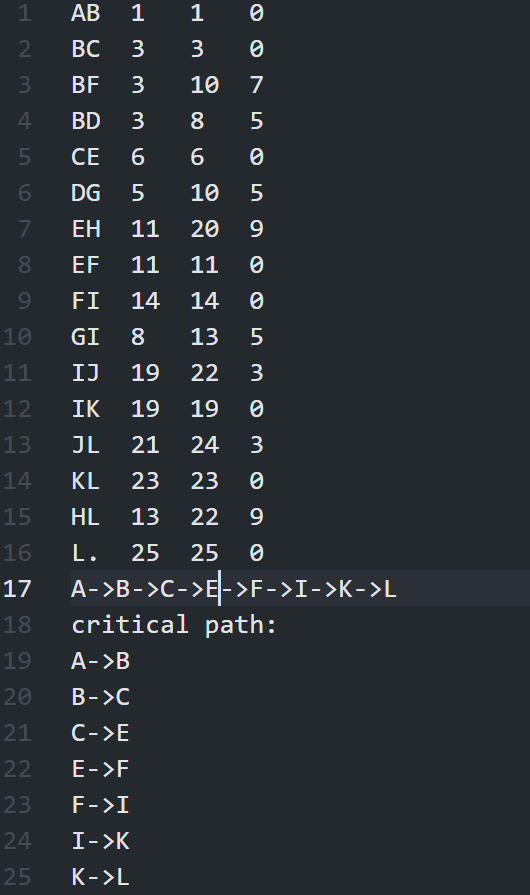 1 AB 1 1 0
2 BC 3 3 0
3 BF 3 10 7
4 BD 3 8 5
5 CE 6 6 0
6 DG 5 10 5
7 EH 11 20 9
8 EF 11 11 0
9 FI 14 14 0
10 GI 8 13 5
11 IJ 19 22 3
12 IK 19 19 0
13 JL 21 24 3
14 KL 23 23 0
15 HL 13 22 9
16 L. 25 25 0
17 A->B->C->E->F->I->K->L
18 critical path:
19 A->B
20 B->C
21 C->E
22 E->F
23 F->I
24 I->K
25 K->L